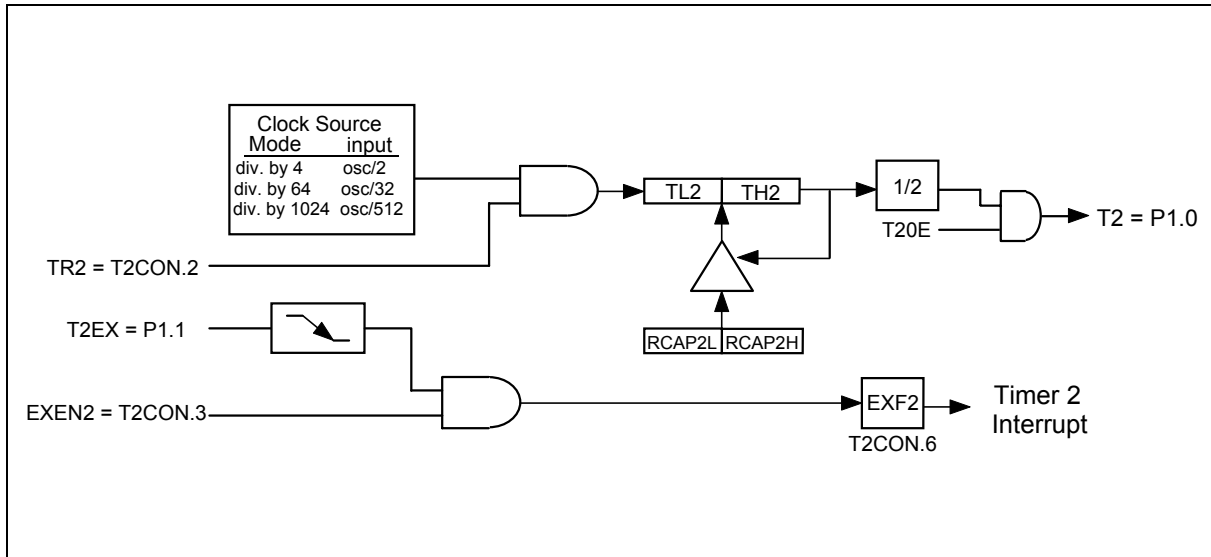 Clock Source
Mode input
div. by 4 osc/2
div. by 64 osc/32
div. by 1024 osc/512
TL2 TH2
1/2
T20E
T2 = P1.0
TR2 = T2CON.2
T2EX = P1.1
RCAP2L RCAP2H
EXEN2 = T2CON.3
EXF2
T2CON.6
Timer 2
Interrupt